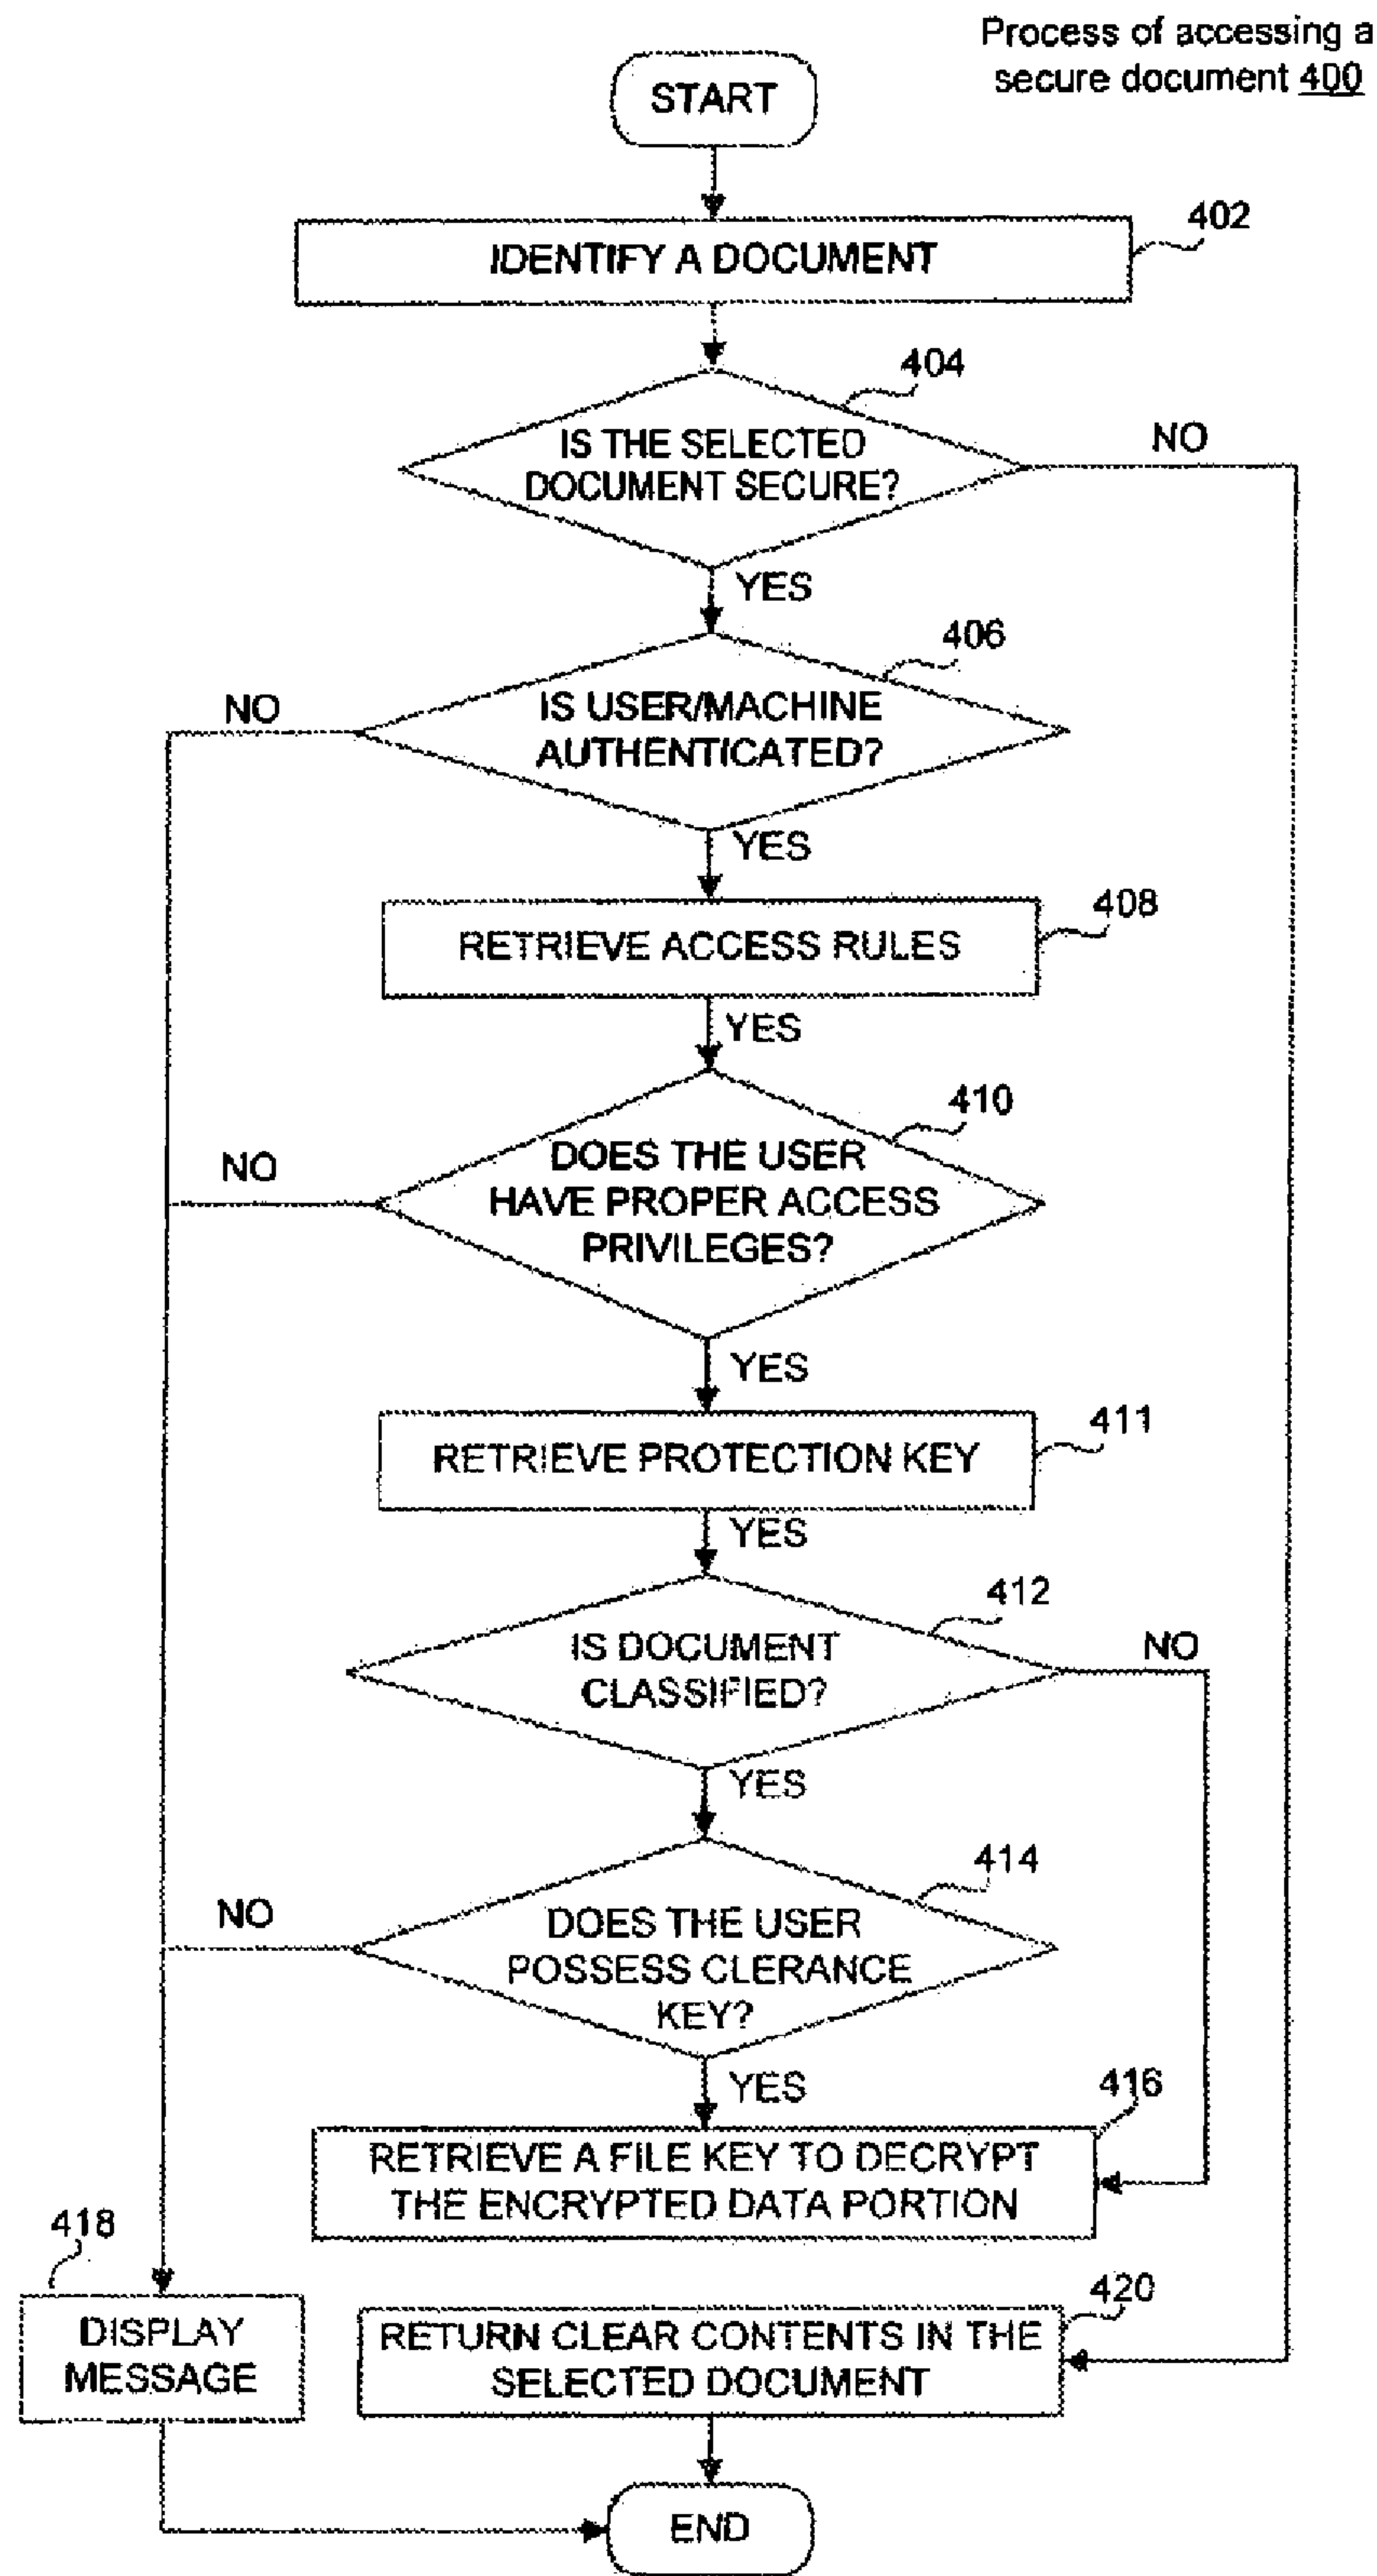 Process of accessing a
secure document 400
START
402
IDENTIFY A DOCUMENT
404
IS THE SELECTED
DOCUMENT SECURE?
NO
YES
406
IS USER/MACHINE
AUTHENTICATED?
NO
YES
408
RETRIEVE ACCESS RULES
YES
410
DOES THE USER
HAVE PROPER ACCESS
PRIVILEGES?
NO
YES
411
RETRIEVE PROTECTION KEY
YES
412
IS DOCUMENT
CLASSIFIED?
NO
YES
414
DOES THE USER
POSSESS CLERANCE
KEY?
NO
YES
416
RETRIEVE A FILE KEY TO DECRYPT
THE ENCRYPTED DATA PORTION
418
DISPLAY
MESSAGE
420
RETURN CLEAR CONTENTS IN THE
SELECTED DOCUMENT
END